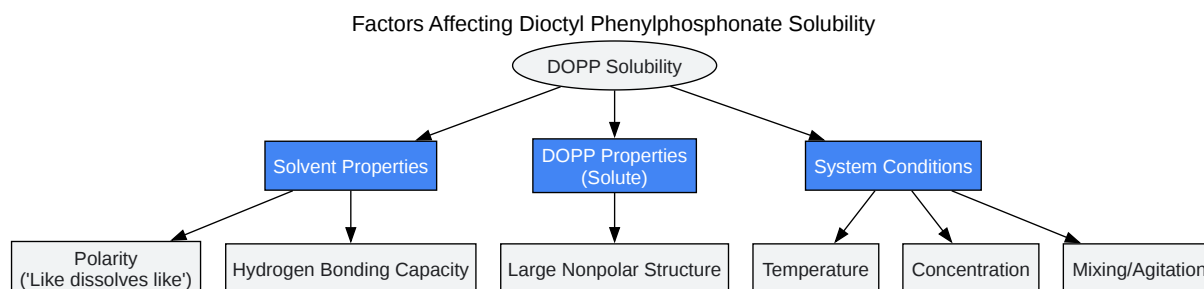 Factors Affecting Dioctyl Phenylphosphonate Solubility
DOPP Solubility
Solvent Properties
DOPP Properties
(Solute)
System Conditions
Polarity
('Like dissolves like')
Hydrogen Bonding Capacity
Large Nonpolar Structure
Temperature
Concentration
Mixing/Agitation